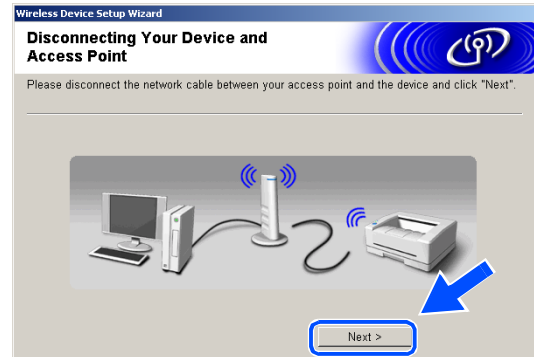 Wireless Device Setup Wizard
Disconnecting Your Device and
Access Point
Please disconnect the network cable between your access point and the device and click "Next".
Next >